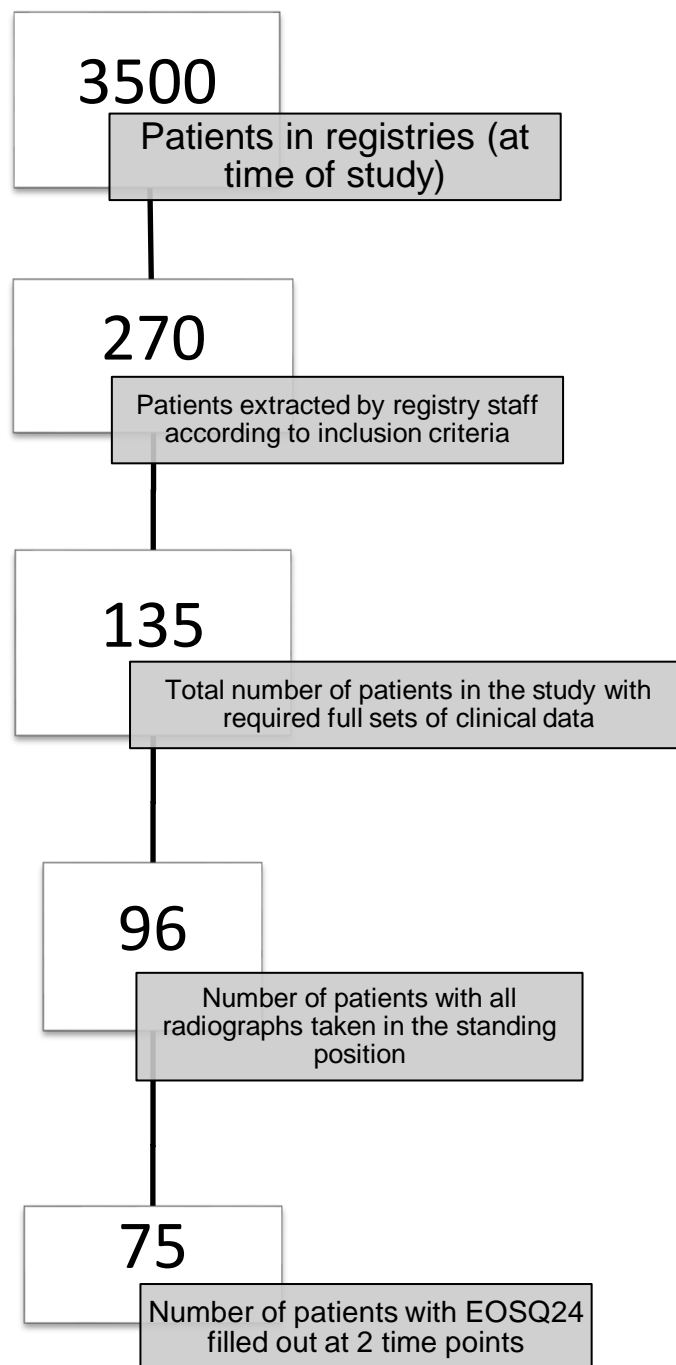 3500
Patients in registries (at
time of study)
270
Patients extracted by registry staff
according to inclusion criteria
135
Total number of patients in the study with
required full sets of clinical data
96
Number of patients with all
radiographs taken in the standing
position
75
Number of patients with EOSQ24
filled out at 2 time points